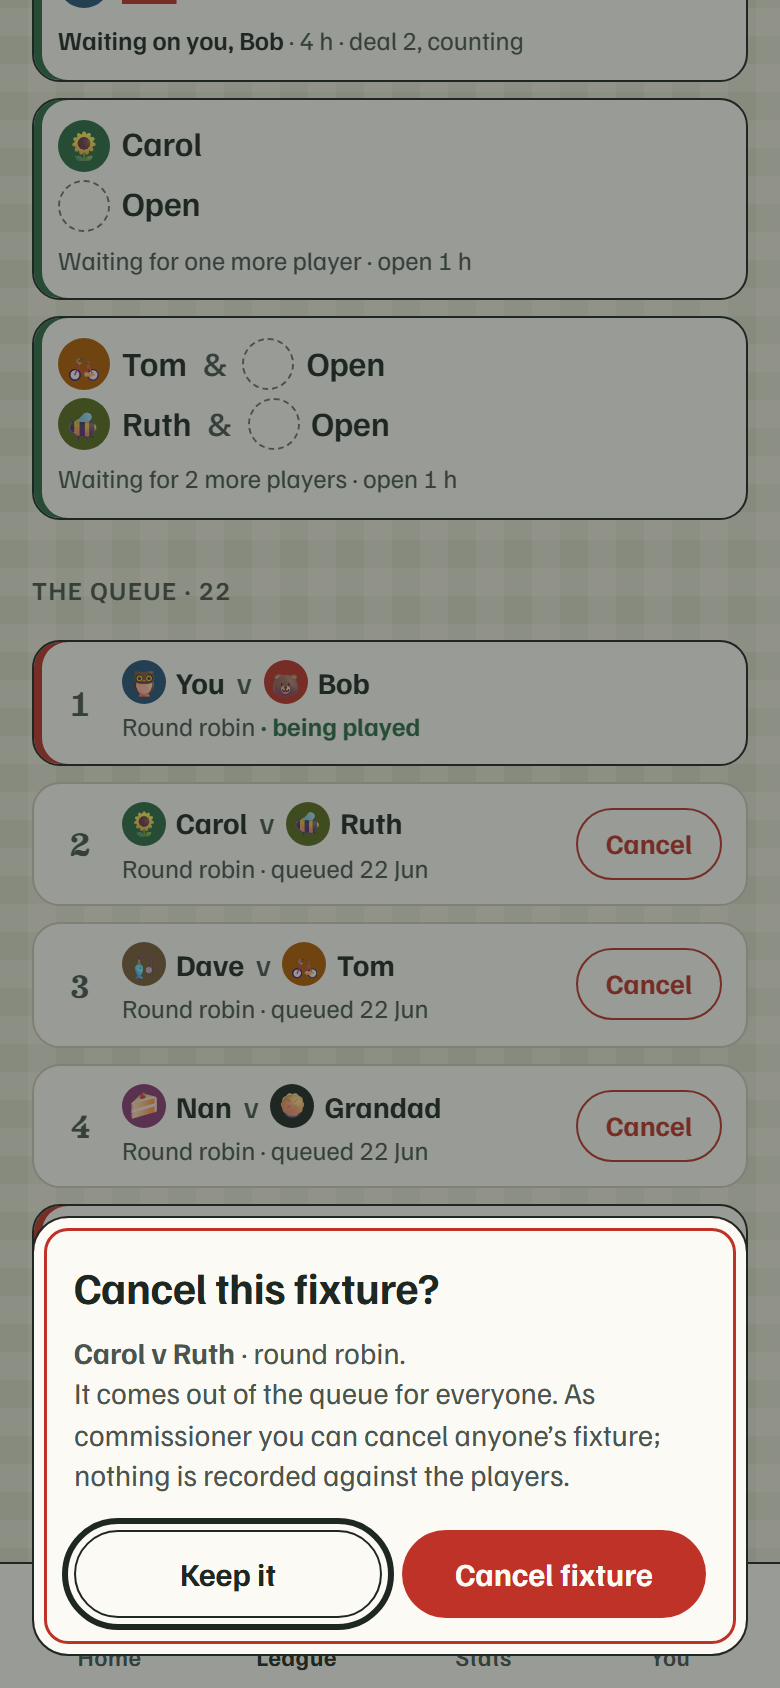 Waiting on you, Bob · 4 h · deal 2, counting
Carol
Open
Waiting for one more player · open 1 h
Tom & Open
Ruth & Open
Waiting for 2 more players · open 1 h
THE QUEUE · 22
1
You v Bob
Round robin · being played
2
Carol v Ruth
Round robin · queued 22 Jun
Cancel
3
Dave v Tom
Round robin · queued 22 Jun
Cancel
4
Nan v Grandad
Round robin · queued 22 Jun
Cancel
Cancel this fixture?
Carol v Ruth · round robin.
It comes out of the queue for everyone. As
commissioner you can cancel anyone’s fixture;
nothing is recorded against the players.
Keep it
Cancel fixture
Home League Stats You